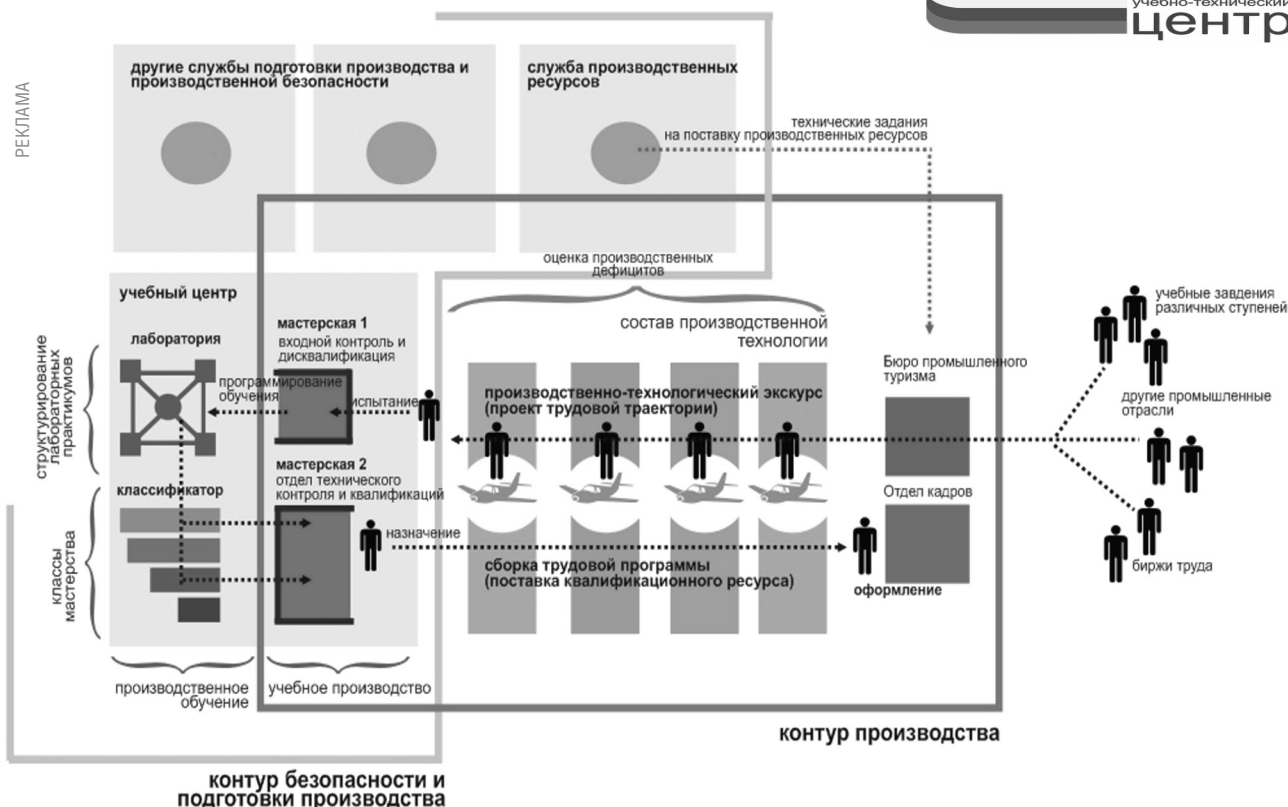 учебно-технический
центр
РЕКЛАМА
другие службы подготовки производства и
производственной безопасности
служба производственных
ресурсов
технические задания
на поставку производственных ресурсов
оценка производственных
дефицитов
учебный центр
лаборатория
мастерская 1
входной контроль и
дисквалификация
программирование
обучения
испытание
состав производственной
технологии
производственно-технологический экскурс
(проект трудовой траектории)
Бюро промышленного
туризма
учебные завдения
различных ступеней
другие промышленные
отрасли
структурирование
лабораторных
практикумов
классификатор
мастерская 2
отдел технического
контроля и квалификаций
назначение
Отдел кадров
сборка трудовой программы
(поставка квалификационного ресурса)
оформление
биржи труда
классы
мастерства
производственное
обучение
учебное производство
контур производства
контур безопасности и
подготовки производства